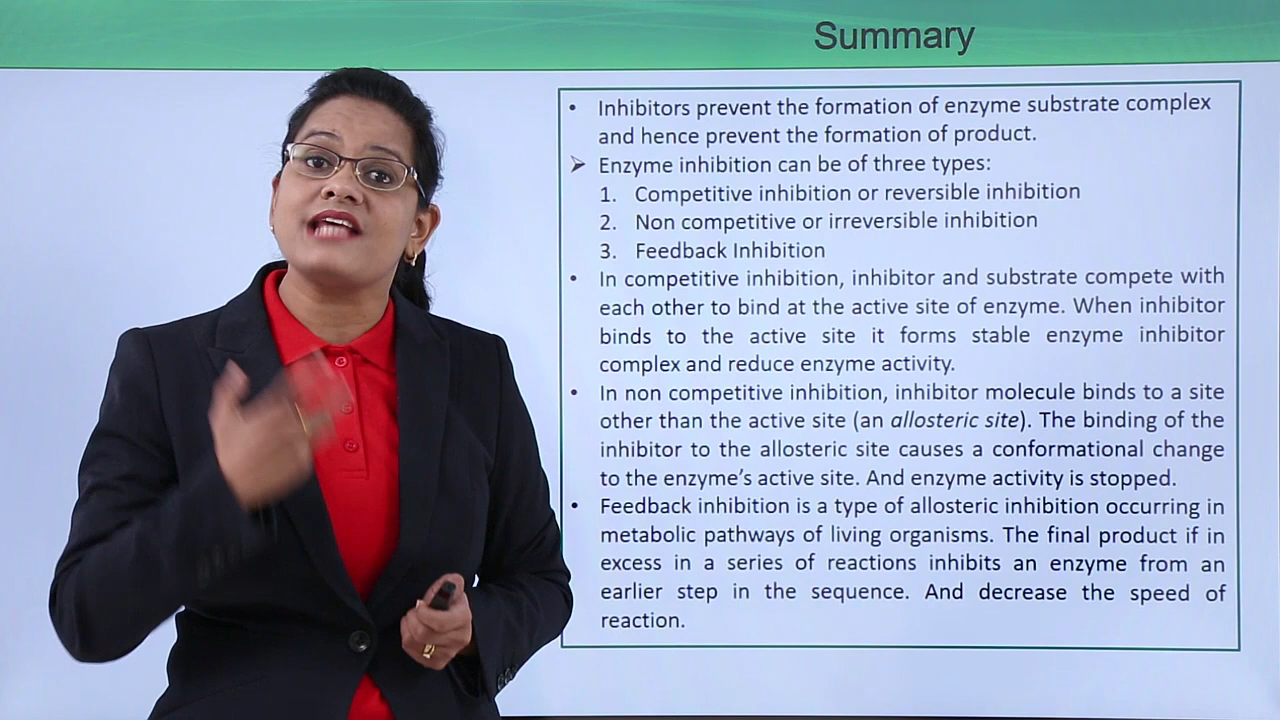 Summary
• Inhibitors prevent the formation of enzyme substrate complex
and hence prevent the formation of product.
➢ Enzyme inhibition can be of three types:
1. Competitive inhibition or reversible inhibition
2. Non competitive or irreversible inhibition
3. Feedback Inhibition
• In competitive inhibition, inhibitor and substrate compete with
each other to bind at the active site of enzyme. When inhibitor
binds to the active site it forms stable enzyme inhibitor
complex and reduce enzyme activity.
• In non competitive inhibition, inhibitor molecule binds to a site
other than the active site (an allosteric site). The binding of the
inhibitor to the allosteric site causes a conformational change
to the enzyme's active site. And enzyme activity is stopped.
• Feedback inhibition is a type of allosteric inhibition occurring in
metabolic pathways of living organisms. The final product if in
excess in a series of reactions inhibits an enzyme from an
earlier step in the sequence. And decrease the speed of
reaction.